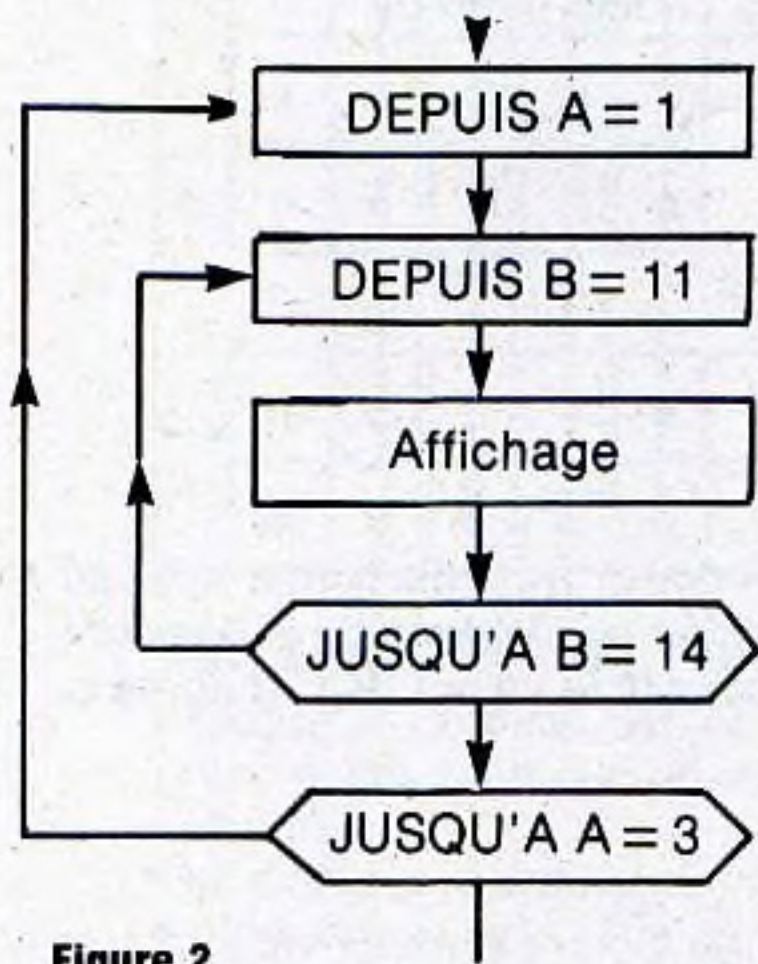 DEPUIS A = 1
DEPUIS B = 11
Affichage
JUSQU'A B = 14
JUSQU'A A = 3
Figure 2